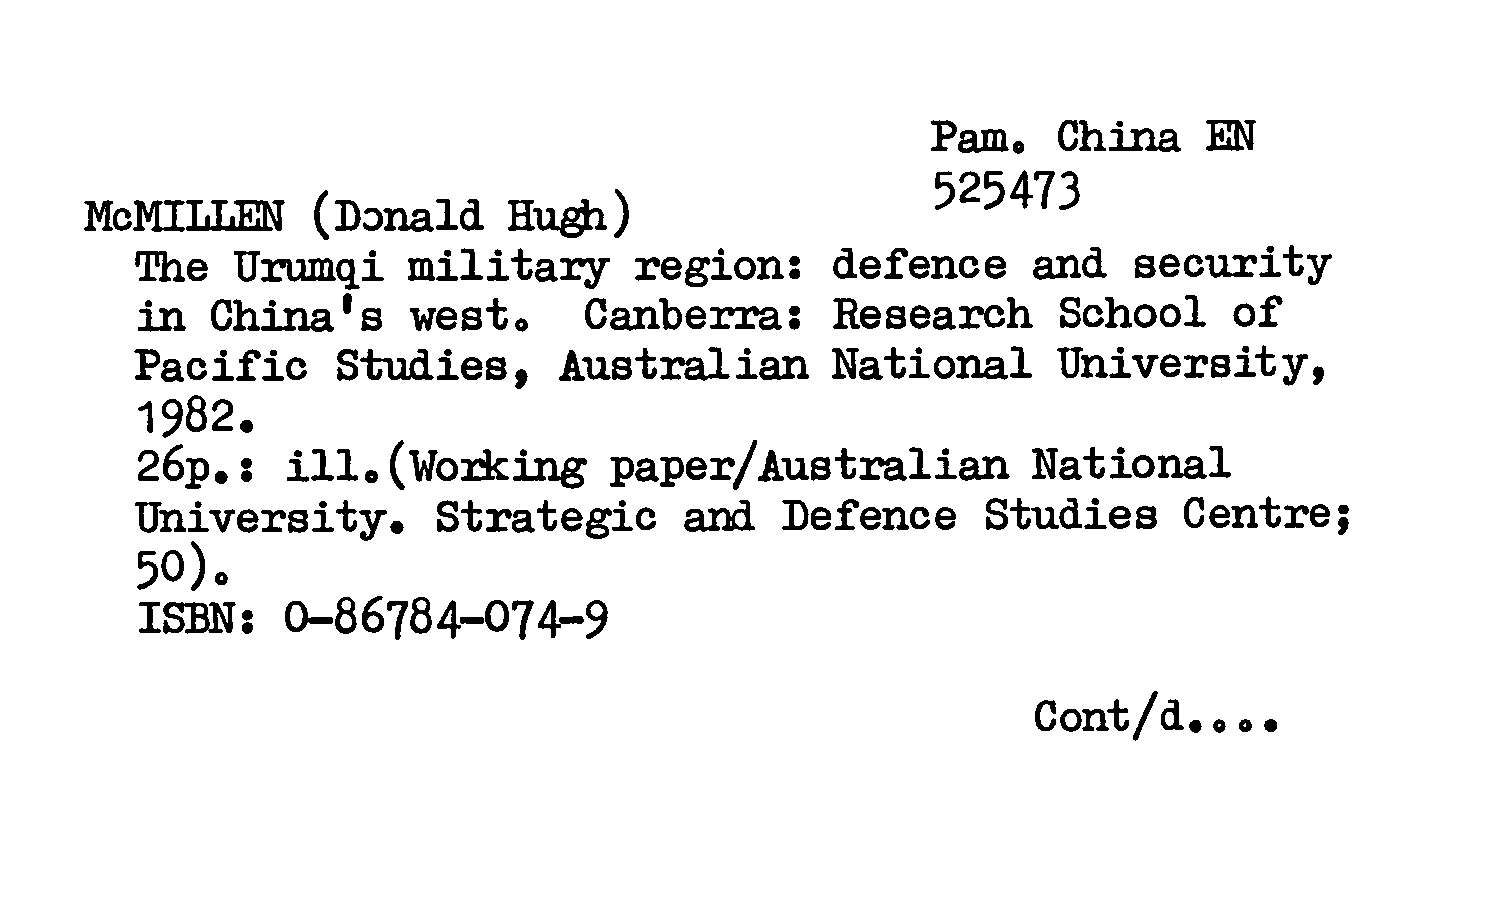 Pam. China EN
525473
McMILLEN (Donald Hugh)
The Urumqi military region: defence and security
in China's west. Canberra: Research School of
Pacific Studies, Australian National University,
1982.
26p.: ill.(Working paper/Australian National
University. Strategic and Defence Studies Centre;
50).
ISBN: 0-86784-074-9
Cont/d....